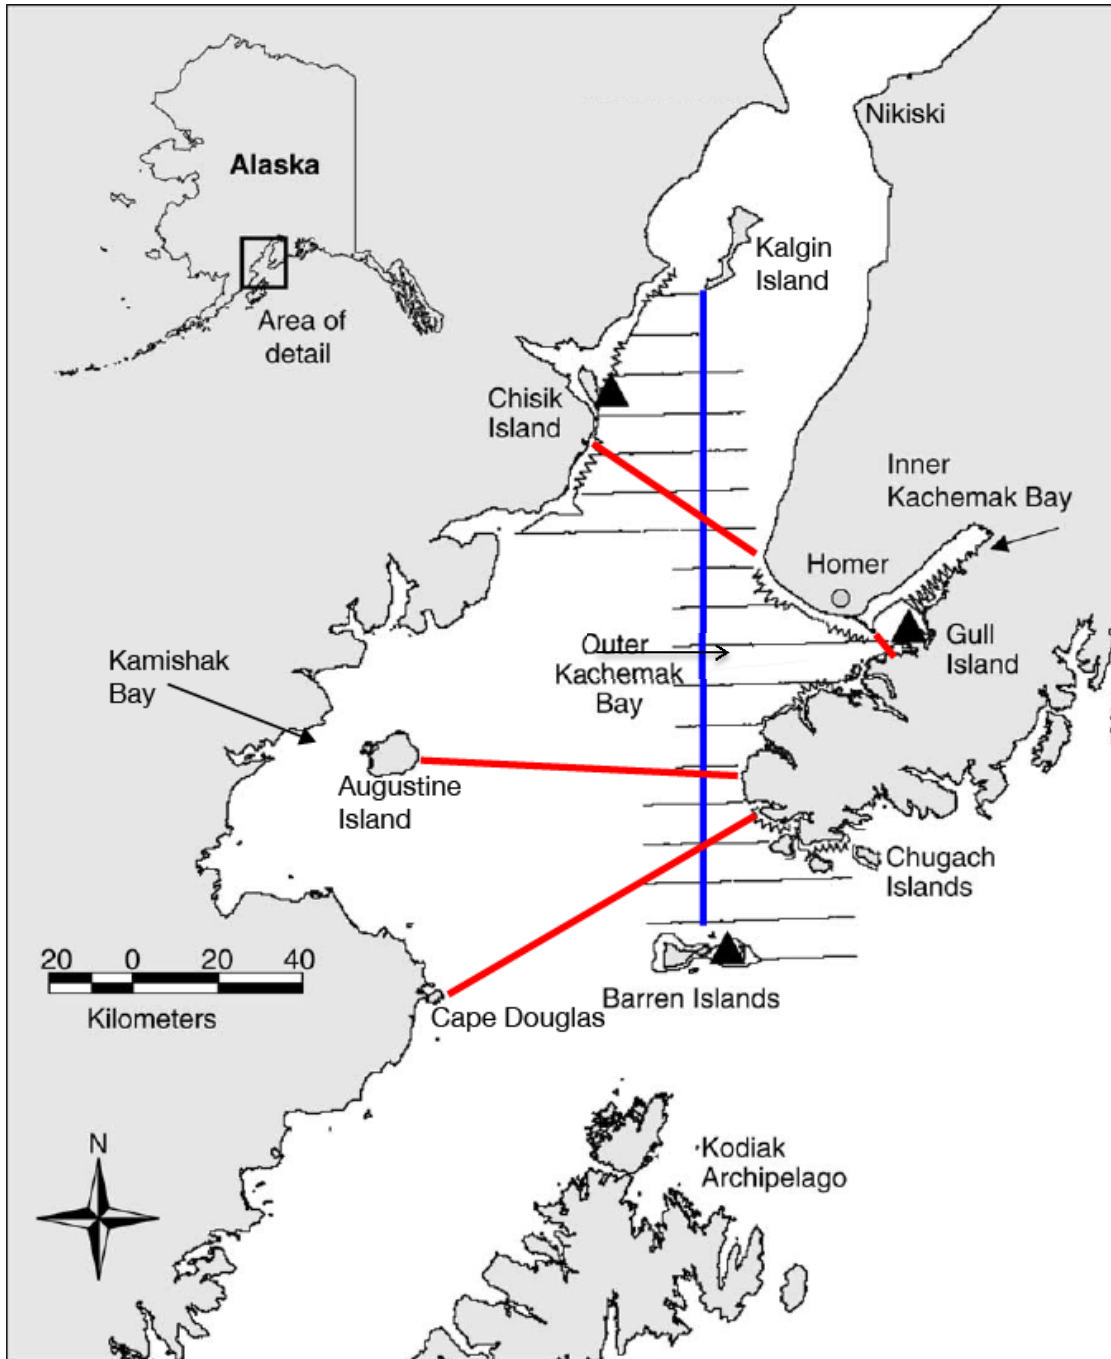 Nikiski
Alaska
Kalgin
Island
Area of
detail
Chisik
Island
Inner
Kachemak Bay
Homer
Outer
Kachemak
Bay
Gull
Island
Kamishak
Bay
Augustine
Island
Chugach
Islands
20 0 20 40
Kilometers
Barren Islands
Cape Douglas
N
Kodiak
Archipelago